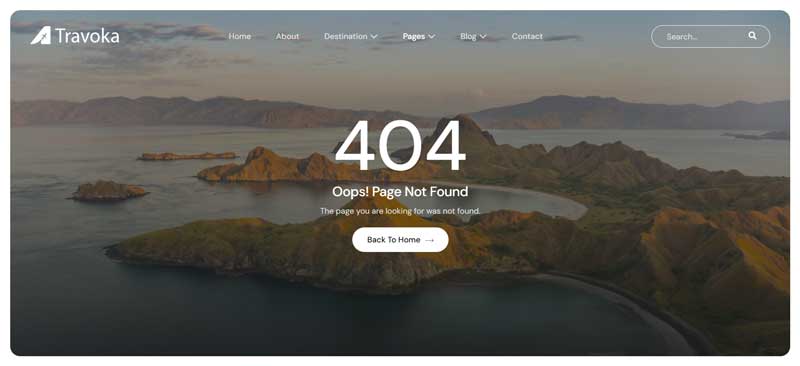 Travoka
Home About Destination Pages Blog Contact
Search...
404
Oops! Page Not Found
The page you are looking for was not found.
Back To Home →